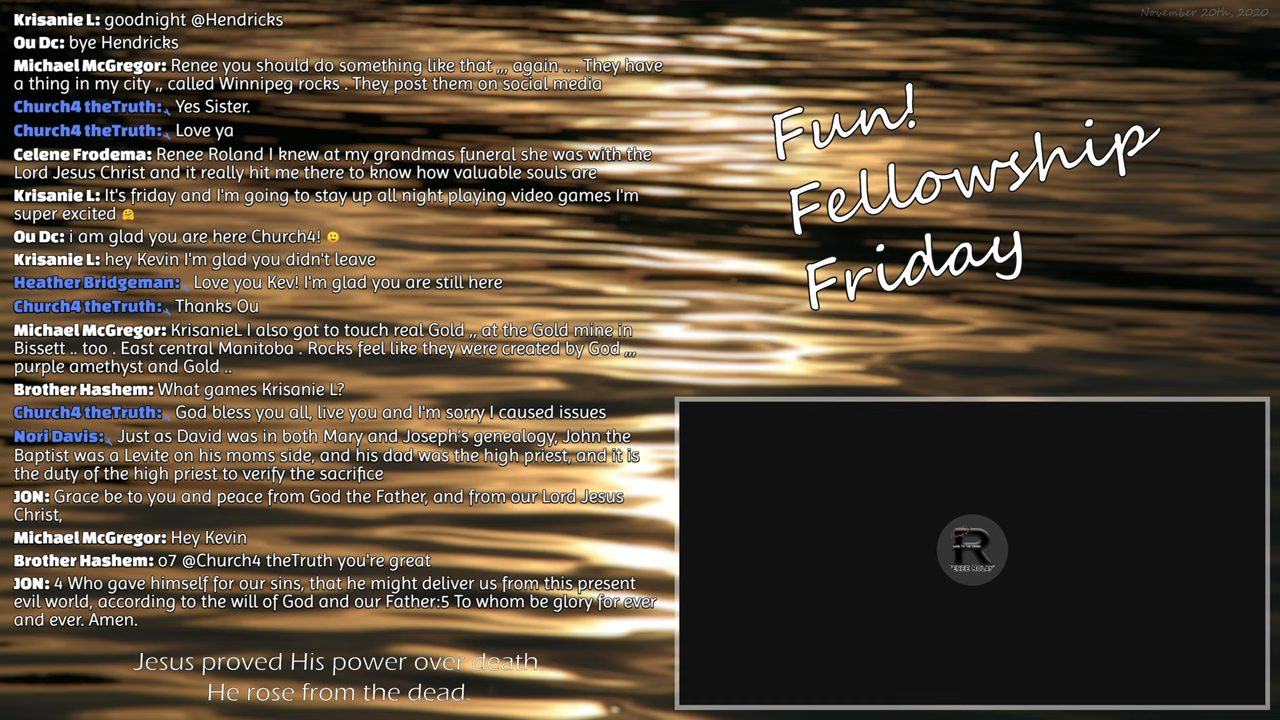 Krisanie L: goodnight @Hendricks
Ou Dc: bye Hendricks
Michael McGregor: Renee you should do something like that ,,, again .. . They have
a thing in my city ,, called Winnipeg rocks . They post them on social media
Church4 theTruth: Yes Sister.
Church4 theTruth: Love ya
Celene Frodema: Renee Roland I knew at my grandmas funeral she was with the
Lord Jesus Christ and it really hit me there to know how valuable souls are
Krisanie L: It's friday and I'm going to stay up all night playing video games I'm
super excited 🤗
Ou Dc: i am glad you are here Church4! 🙂
Krisanie L: hey Kevin I'm glad you didn't leave
Heather Bridgeman: Love you Kev! I'm glad you are still here
Church4 theTruth: Thanks Ou
Michael McGregor: KrisanieL I also got to touch real Gold ,, at the Gold mine in
Bissett .. too . East central Manitoba . Rocks feel like they were created by God ,,,
purple amethyst and Gold ..
Brother Hashem: What games Krisanie L?
Church4 theTruth: God bless you all, live you and I'm sorry I caused issues
Nori Davis: Just as David was in both Mary and Joseph's genealogy, John the
Baptist was a Levite on his moms side, and his dad was the high priest, and it is
the duty of the high priest to verify the sacrifice
JON: Grace be to you and peace from God the Father, and from our Lord Jesus
Christ,
Michael McGregor: Hey Kevin
Brother Hashem: o7 @Church4 theTruth you're great
JON: 4 Who gave himself for our sins, that he might deliver us from this present
evil world, according to the will of God and our Father:5 To whom be glory for ever
and ever. Amen.
Jesus proved His power over death.
He rose from the dead.
November 20th, 2020
Fun!
Fellowship
Friday
R